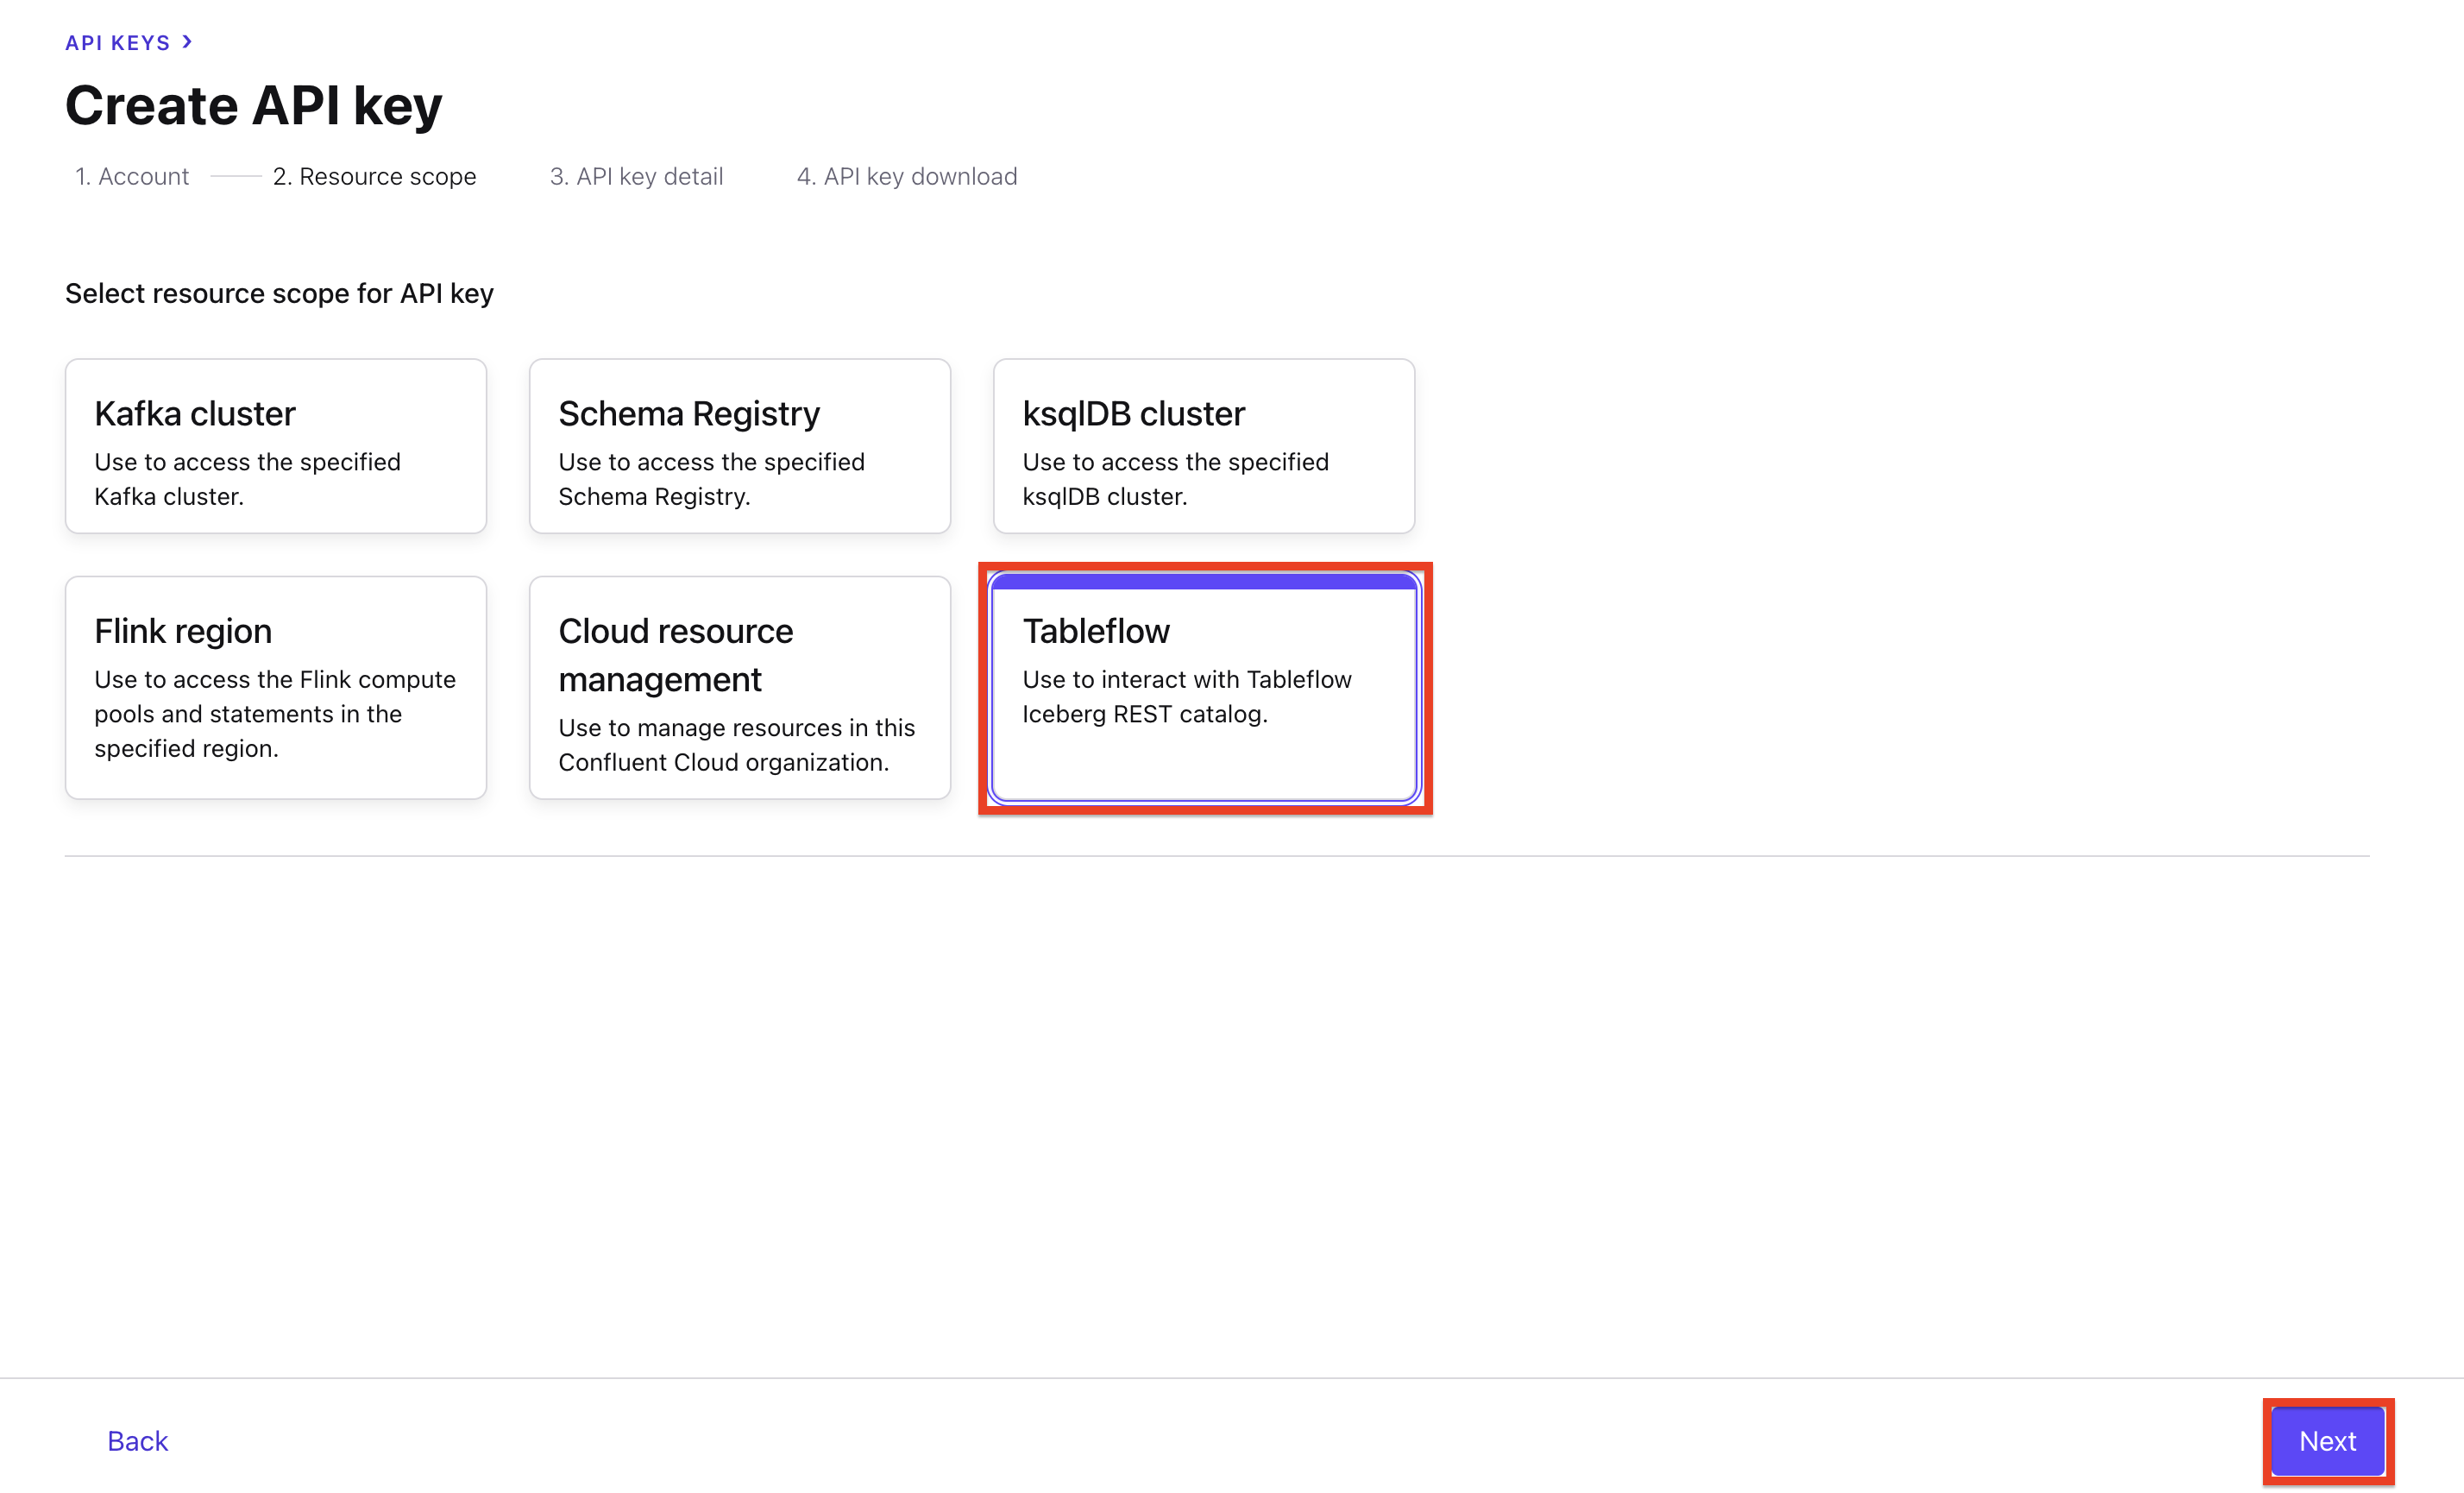 API KEYS
Create API key
1. Account
2. Resource scope
3. API key detail
4. API key download
Select resource scope for API key
Kafka cluster
Use to access the specified
Kafka cluster.
Schema Registry
Use to access the specified
Schema Registry.
ksqlDB cluster
Use to access the specified
ksqlDB cluster.
Flink region
Use to access the Flink compute
pools and statements in the
specified region.
Cloud resource
management
Use to manage resources in this
Confluent Cloud organization.
Tableflow
Use to interact with Tableflow
Iceberg REST catalog.
Back
Next